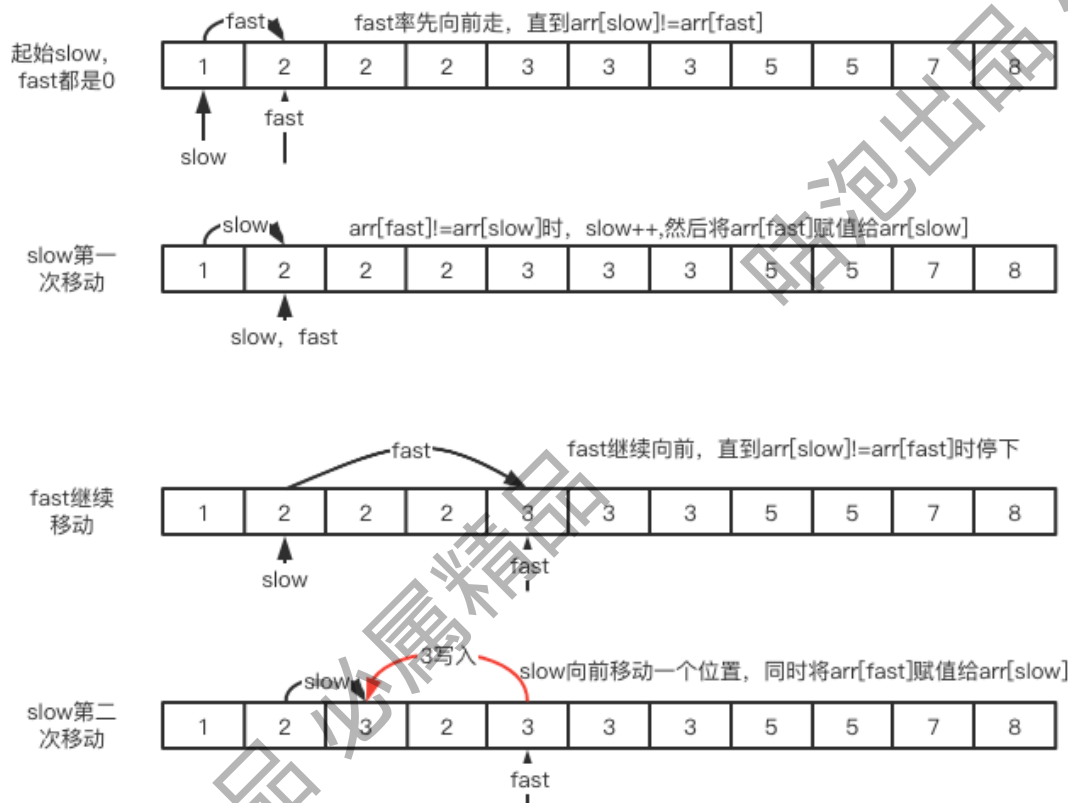 fast
fast率先向前走，直到arr[slow]!=arr[fast]
起始slow,
fast都是0
1 2 2 2 3 3 3 5 5 7 8
fast
slow
slow
arr[fast]!=arr[slow]时，slow++,然后将arr[fast]赋值给arr[slow]
slow第一
次移动
1 2 2 2 3 3 3 5 5 7 8
slow，fast
fast
fast继续向前，直到arr[slow]!=arr[fast]时停下
fast继续
移动
1 2 2 2 3 3 3 5 5 7 8
slow
fast
3写入
slow
slow向前移动一个位置，同时将arr[fast]赋值给arr[slow]
slow第二
次移动
1 2 3 2 3 3 3 5 5 7 8
fast
咕泡出品
品 必属精品